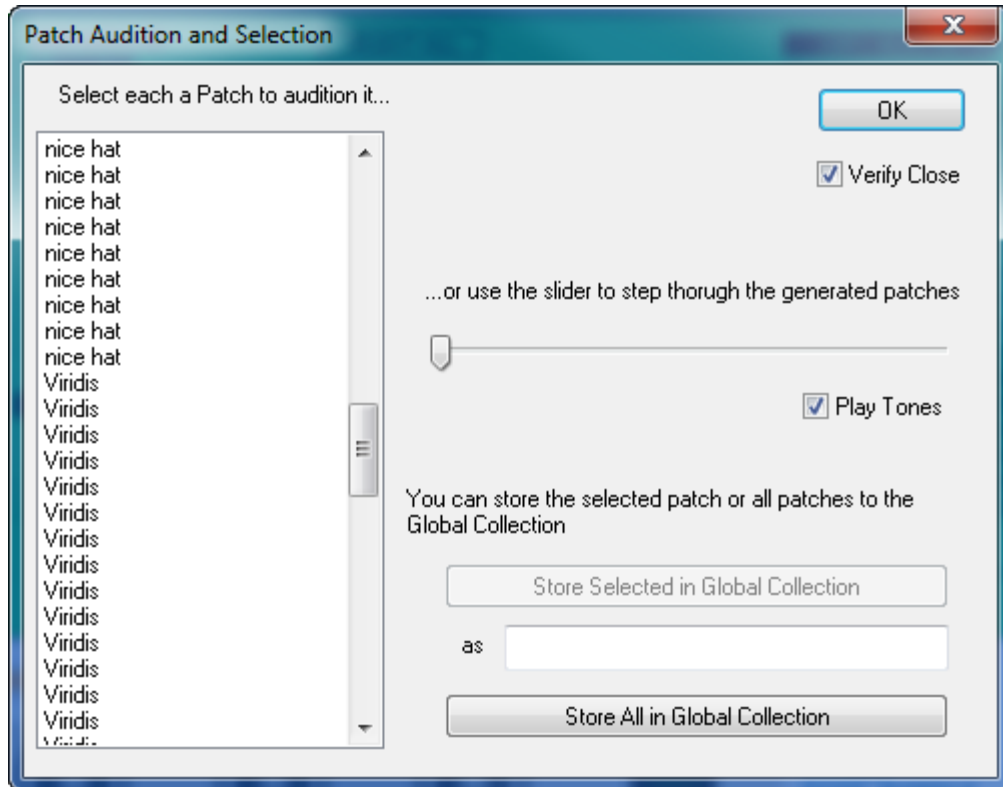 Patch Audition and Selection
Select each a Patch to audition it...
OK
nice hat
nice hat
nice hat
nice hat
nice hat
nice hat
nice hat
nice hat
nice hat
Viridis
Viridis
Viridis
Viridis
Viridis
Viridis
Viridis
Viridis
Viridis
Viridis
Viridis
Viridis
Viridis
Viridis
Verify Close
...or use the slider to step thorugh the generated patches
Play Tones
You can store the selected patch or all patches to the
Global Collection
Store Selected in Global Collection
as
Store All in Global Collection